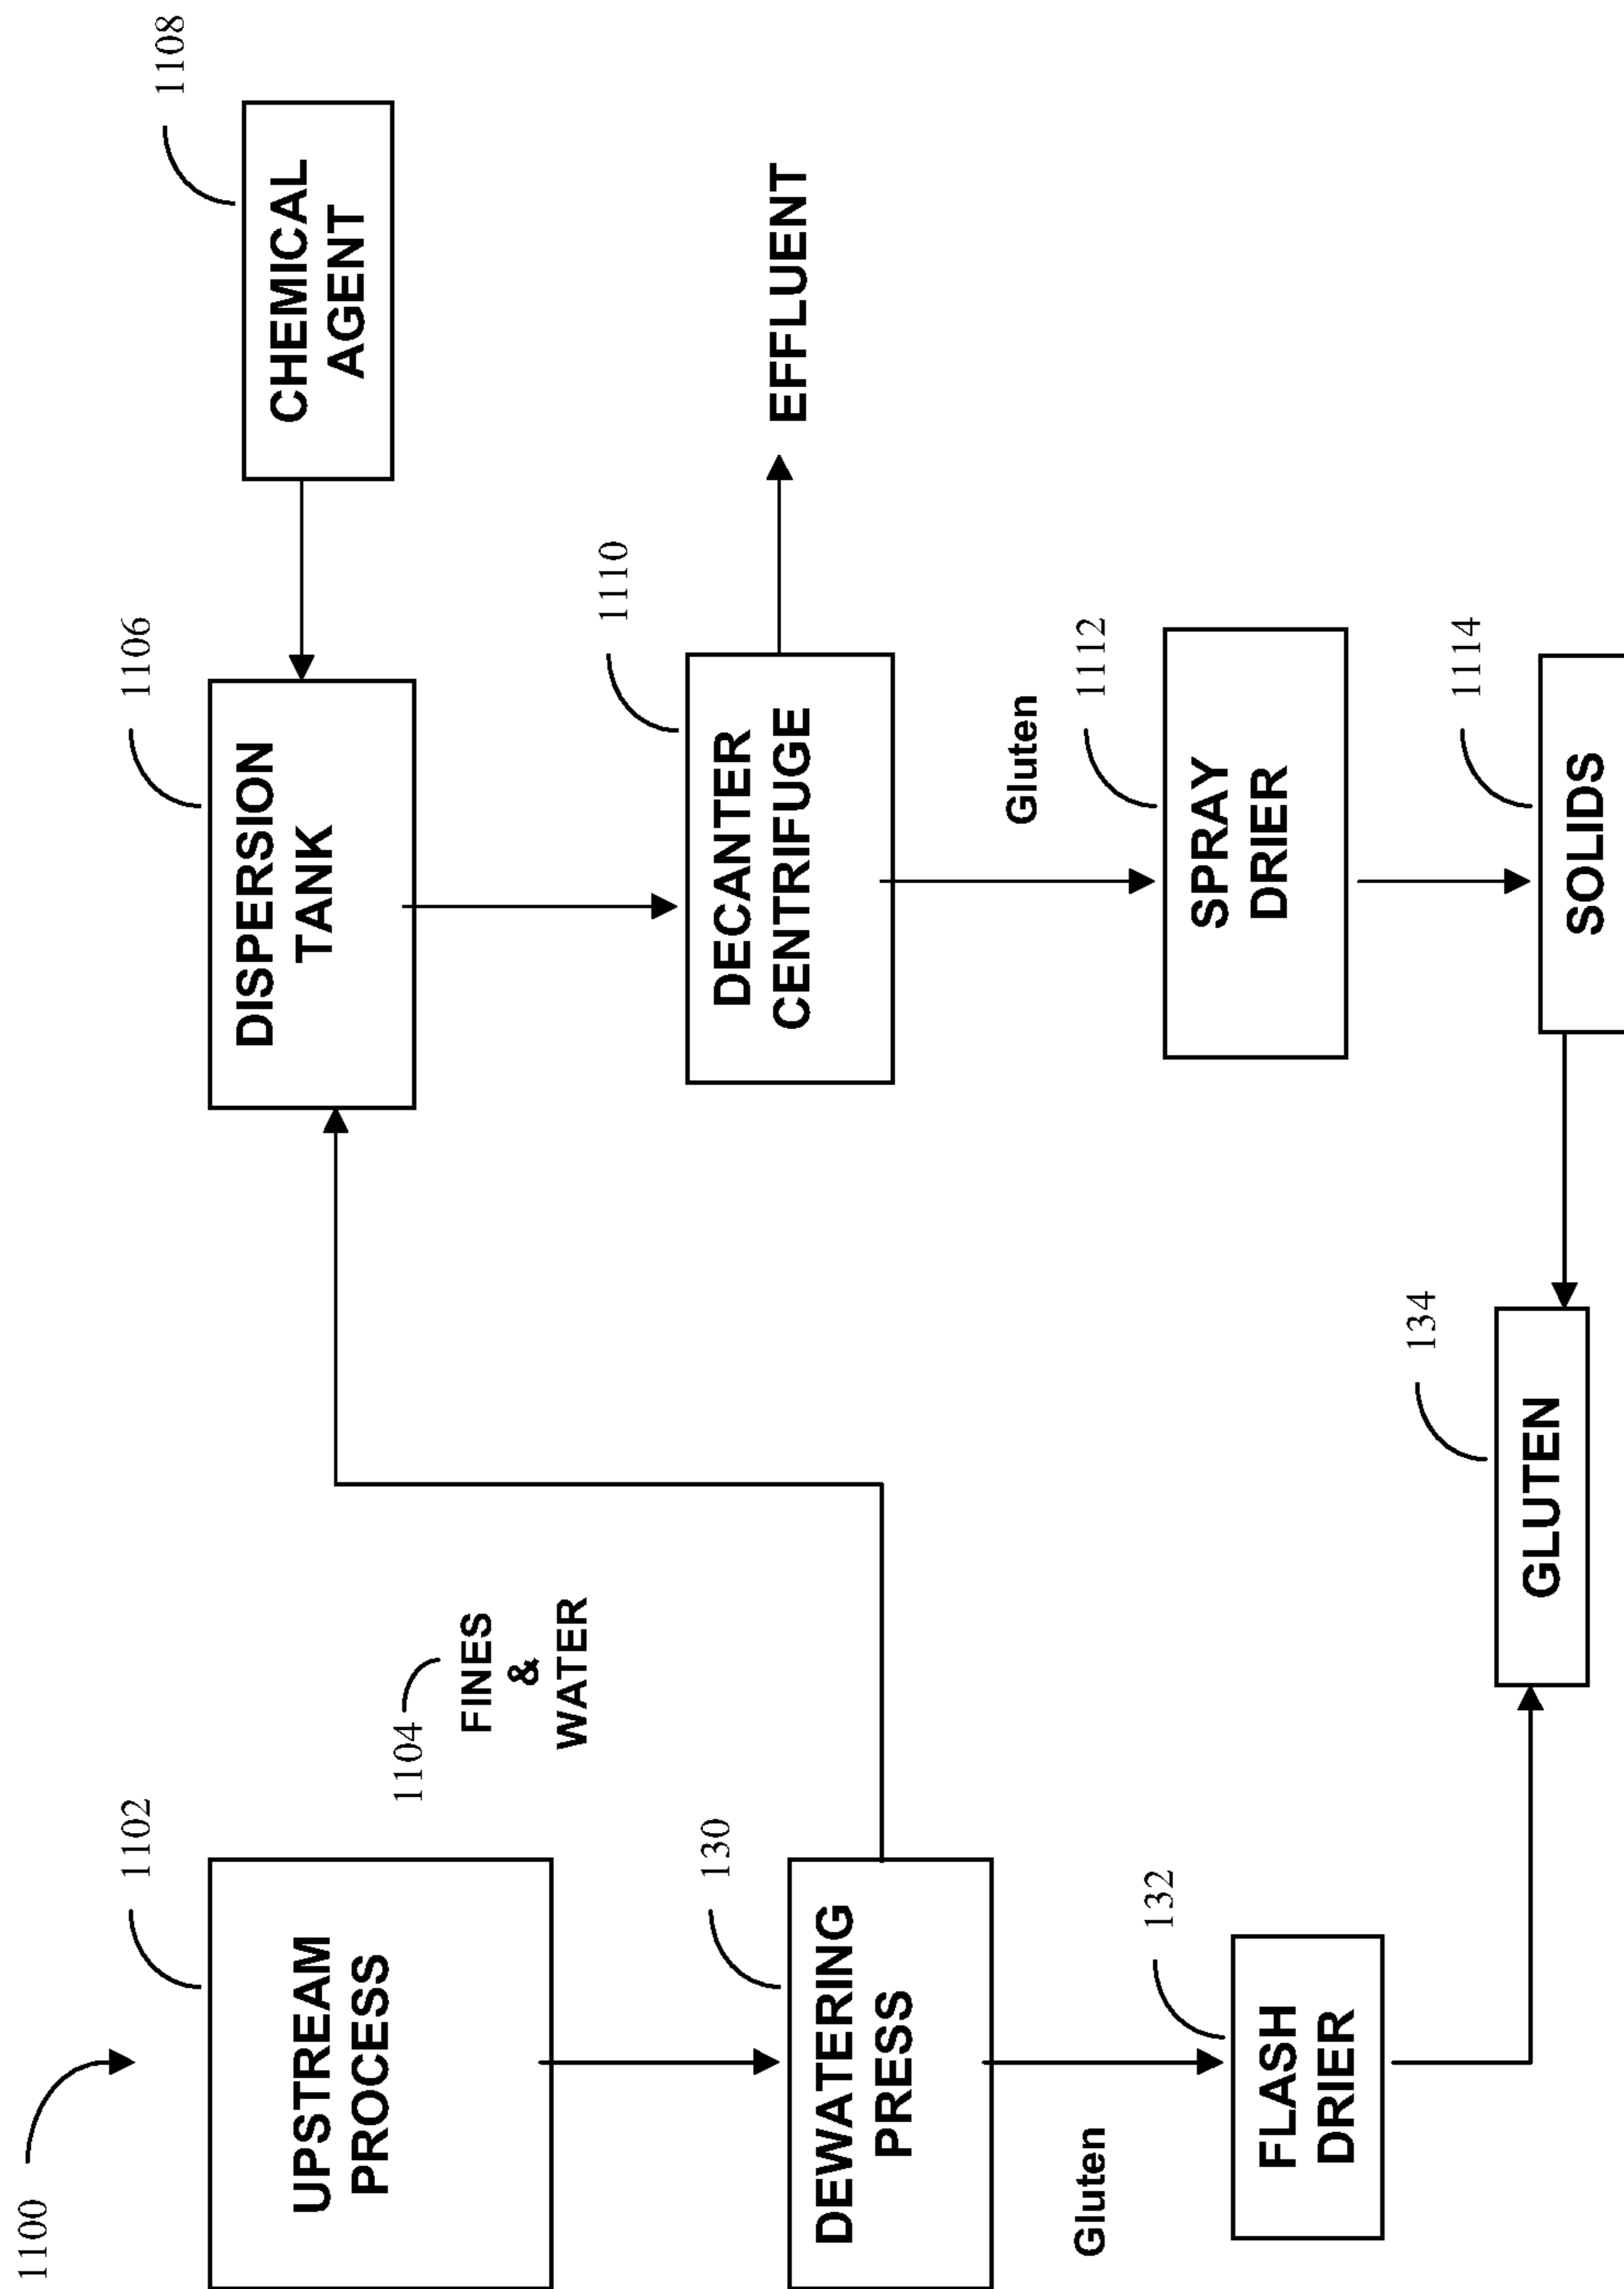 1100
1102
UPSTREAM
PROCESS
1104
FINES
&
WATER
130
DEWATERING
PRESS
Gluten
132
FLASH
DRIER
134
GLUTEN
1106
DISPERSION
TANK
1108
CHEMICAL
AGENT
1110
DECANTER
CENTRIFUGE
EFFLUENT
Gluten
1112
SPRAY
DRIER
1114
SOLIDS